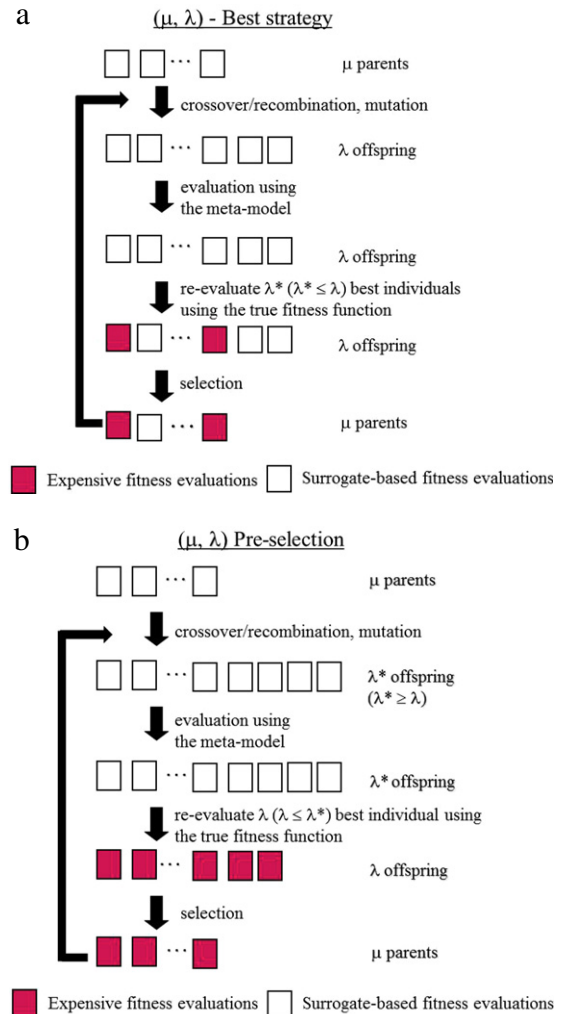 a
(μ, λ) - Best strategy
··· μ parents
crossover/recombination, mutation
··· λ offspring
evaluation using
the meta-model
··· λ offspring
re-evaluate λ* (λ* ≤ λ) best individuals
using the true fitness function
··· λ offspring
selection
··· μ parents
Expensive fitness evaluations Surrogate-based fitness evaluations
b
(μ, λ) Pre-selection
··· μ parents
crossover/recombination, mutation
··· λ* offspring
(λ* ≥ λ)
evaluation using
the meta-model
··· λ* offspring
re-evaluate λ (λ ≤ λ*) best individual using
the true fitness function
··· λ offspring
selection
··· μ parents
Expensive fitness evaluations Surrogate-based fitness evaluations